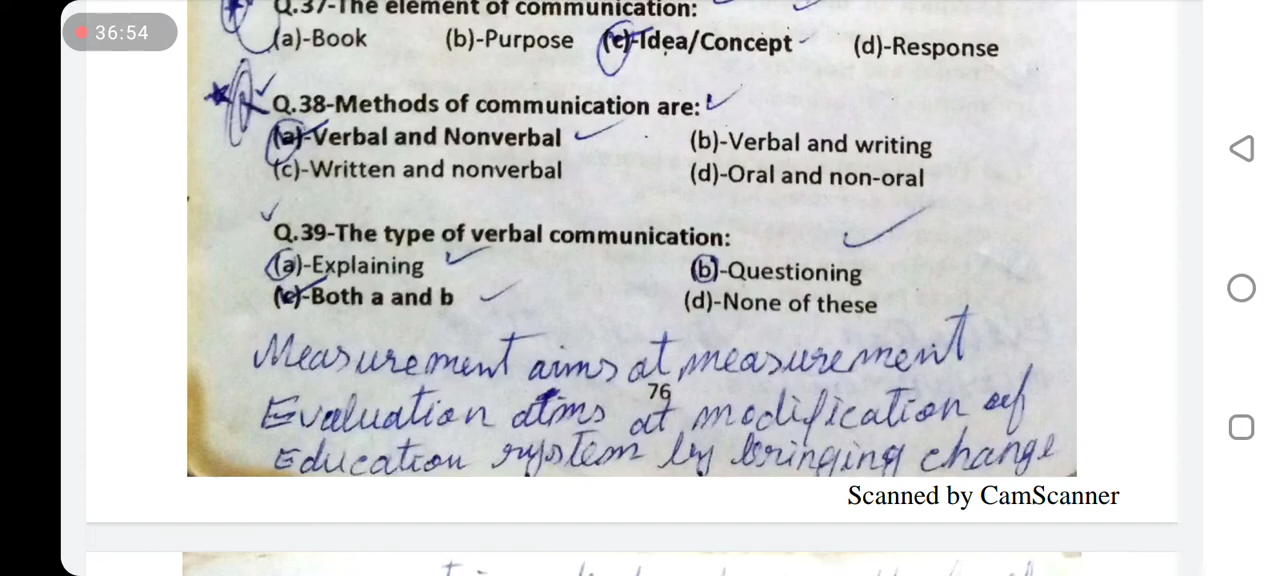 36:54
Q.37-The element of communication:
(a)-Book (b)-Purpose (c)-Idea/Concept (d)-Response
Q.38-Methods of communication are:
(a)-Verbal and Nonverbal (b)-Verbal and writing
(c)-Written and nonverbal (d)-Oral and non-oral
Q.39-The type of verbal communication:
(a)-Explaining (b)-Questioning
(c)-Both a and b (d)-None of these
Measurement aims at measurement
76
Evaluation aims at modification of
Education system by bringing change
Scanned by CamScanner